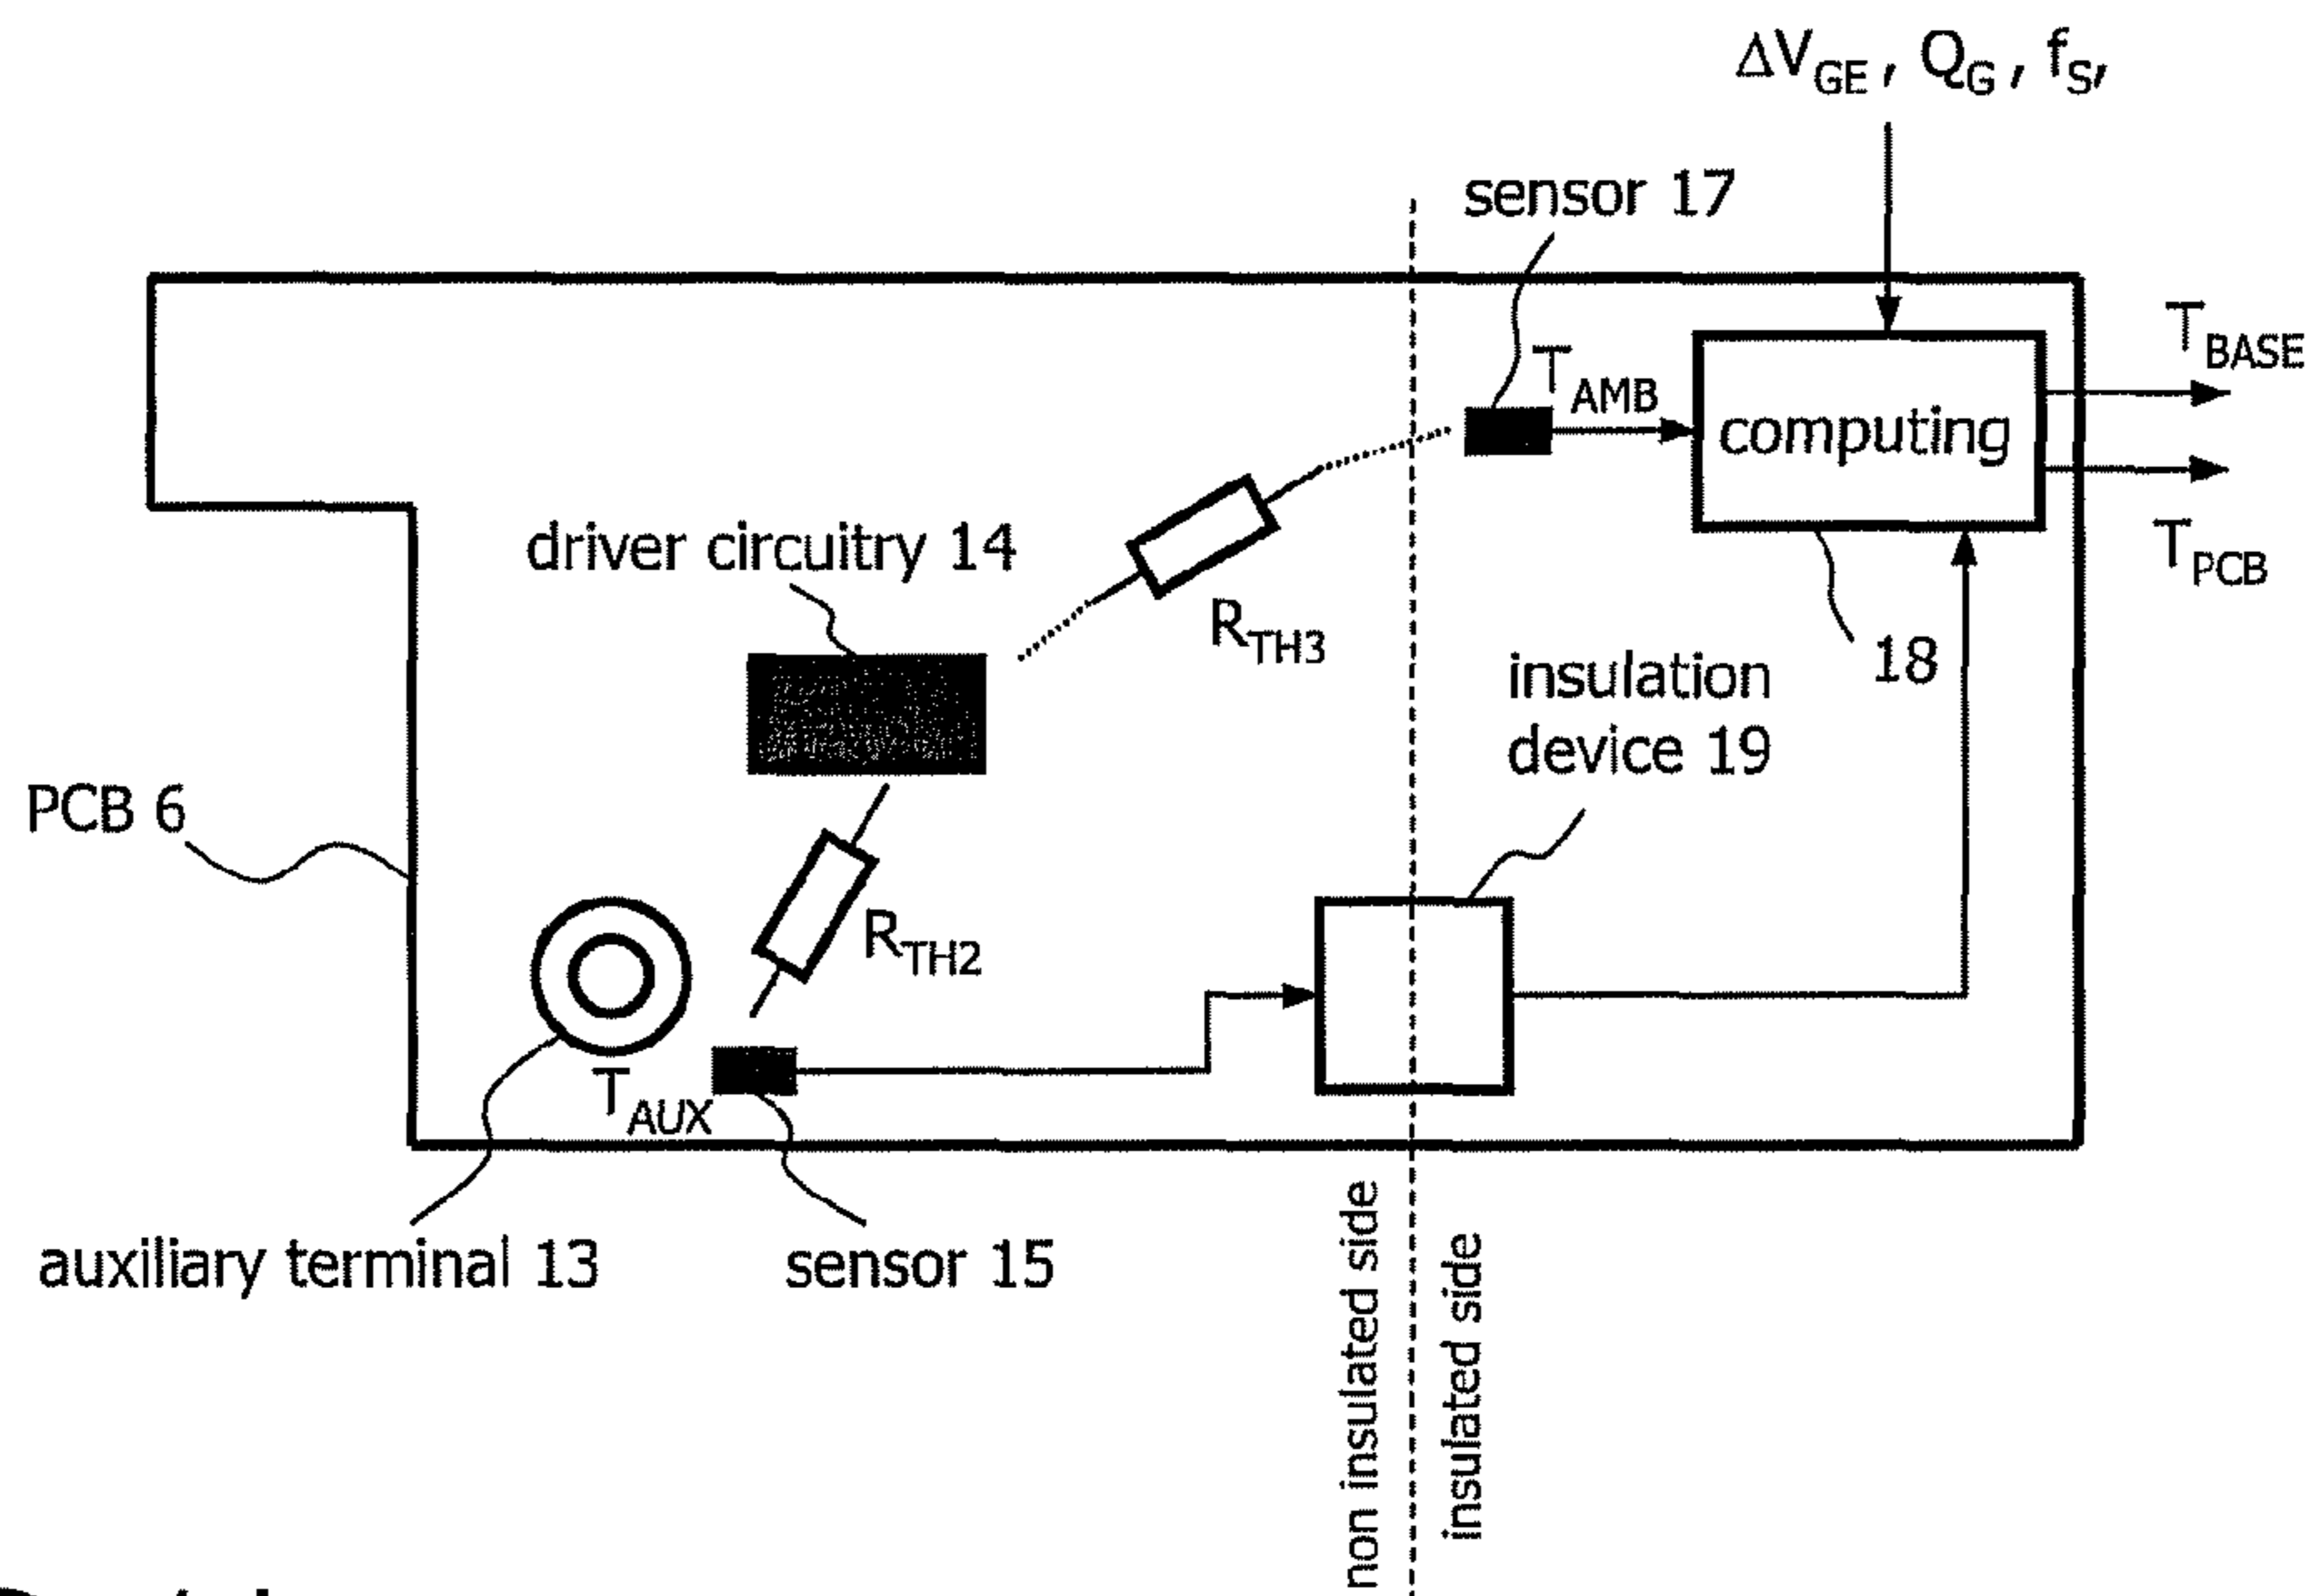 ΔV_GE, Q_G, f_S,
sensor 17
T_AMB
computing
T_BASE
T_PCB
driver circuitry 14
R_TH3
18
insulation
device 19
PCB 6
R_TH2
T_AUX
auxiliary terminal 13
sensor 15
non insulated side
insulated side